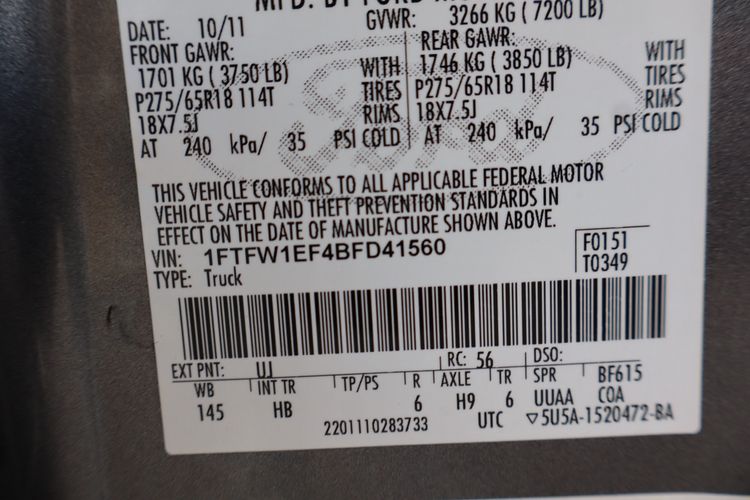 MFD. BY FORD
DATE: 10/11 GVWR: 3266 KG ( 7200 LB)
FRONT GAWR: REAR GAWR:
1701 KG ( 3750 LB) WITH 1746 KG ( 3850 LB) WITH
P275/65R18 114T TIRES P275/65R18 114T TIRES
18X7.5J RIMS 18X7.5J RIMS
AT 240 kPa/ 35 PSI COLD AT 240 kPa/ 35 PSI COLD
THIS VEHICLE CONFORMS TO ALL APPLICABLE FEDERAL MOTOR
VEHICLE SAFETY AND THEFT PREVENTION STANDARDS IN
EFFECT ON THE DATE OF MANUFACTURE SHOWN ABOVE.
VIN: 1FTFW1EF4BFD41560 F0151
TYPE: Truck T0349
EXT PNT: UJ RC: 56 DSO:
WB INT TR TP/PS R AXLE TR SPR BF615
145 HB 6 H9 6 UUAA COA
2201110283733 UTC ▽5U5A-1520472-BA